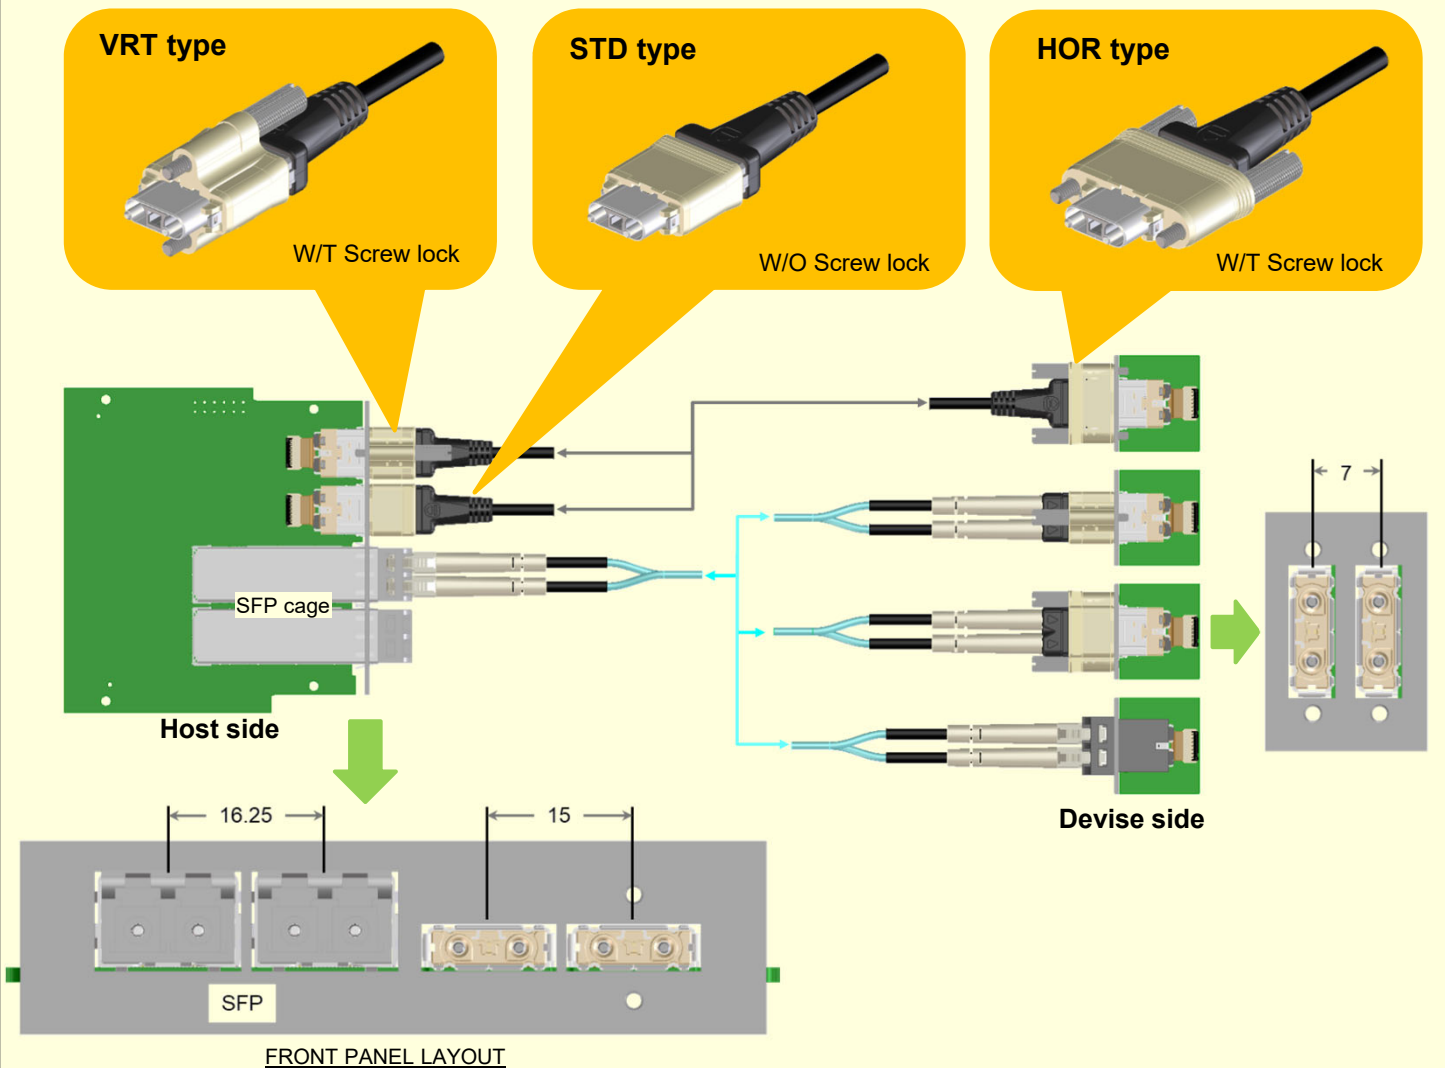 VRT type
W/T Screw lock
STD type
W/O Screw lock
HOR type
W/T Screw lock
SFP cage
Host side
7
Devise side
16.25
15
SFP
FRONT PANEL LAYOUT